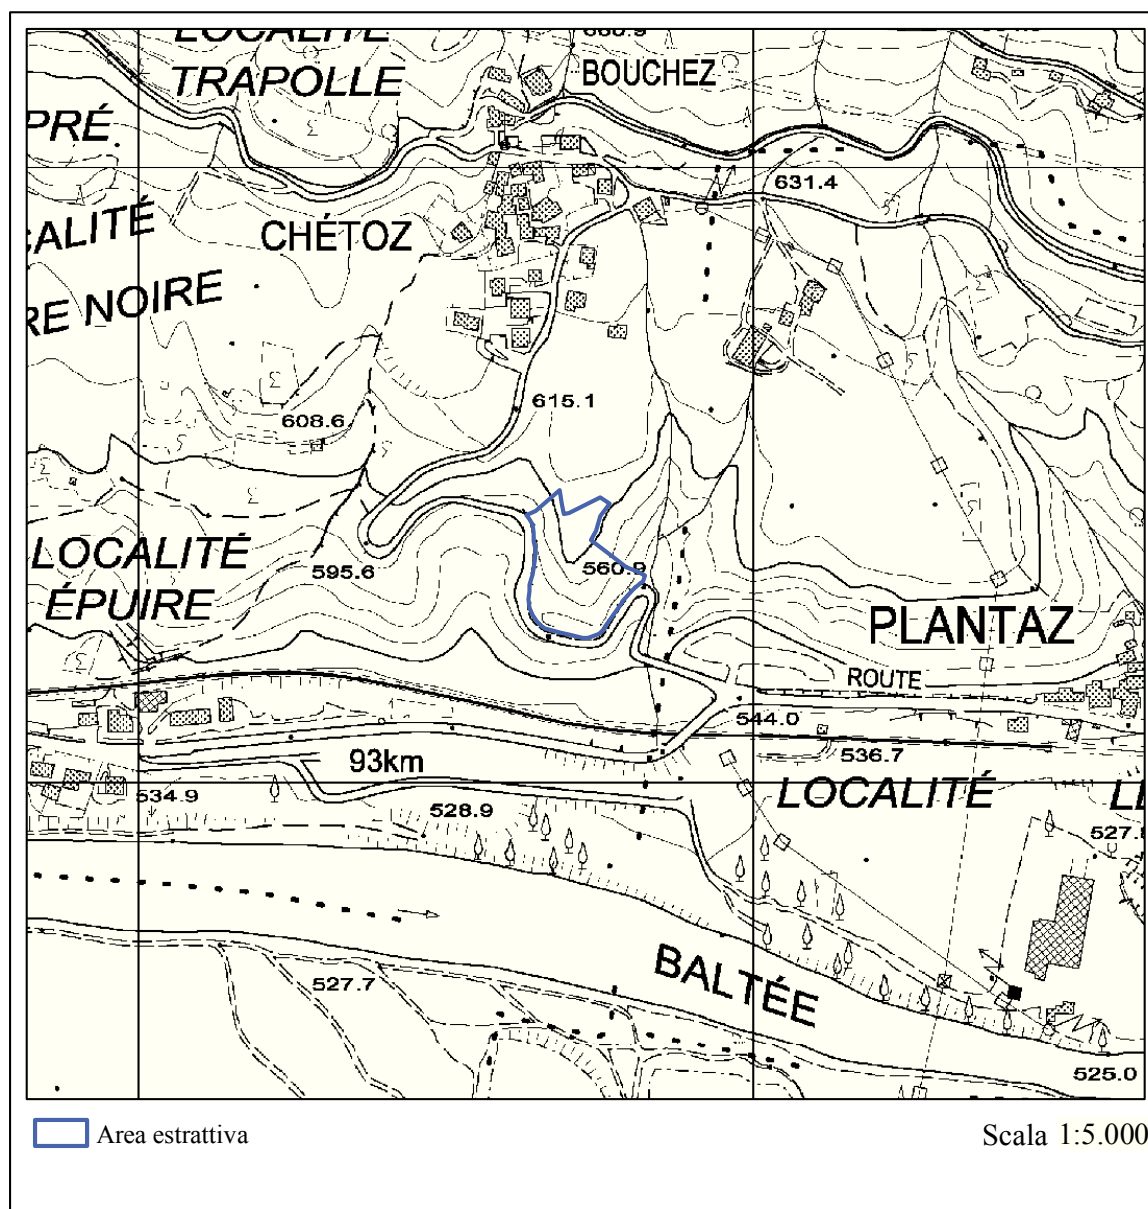 LOCALITÉ
TRAPOLLE
BOUCHEZ
PRÉ
631.4
CHÉTOZ
RE NOIRE
615.1
608.6
LOCALITÉ
ÉPUIRE
595.6
560.9
PLANTAZ
ROUTE
544.0
536.7
93km
534.9
528.9
LOCALITÉ
BALTÉE
527.7
525.0
Area estrattiva
Scala 1:5.000